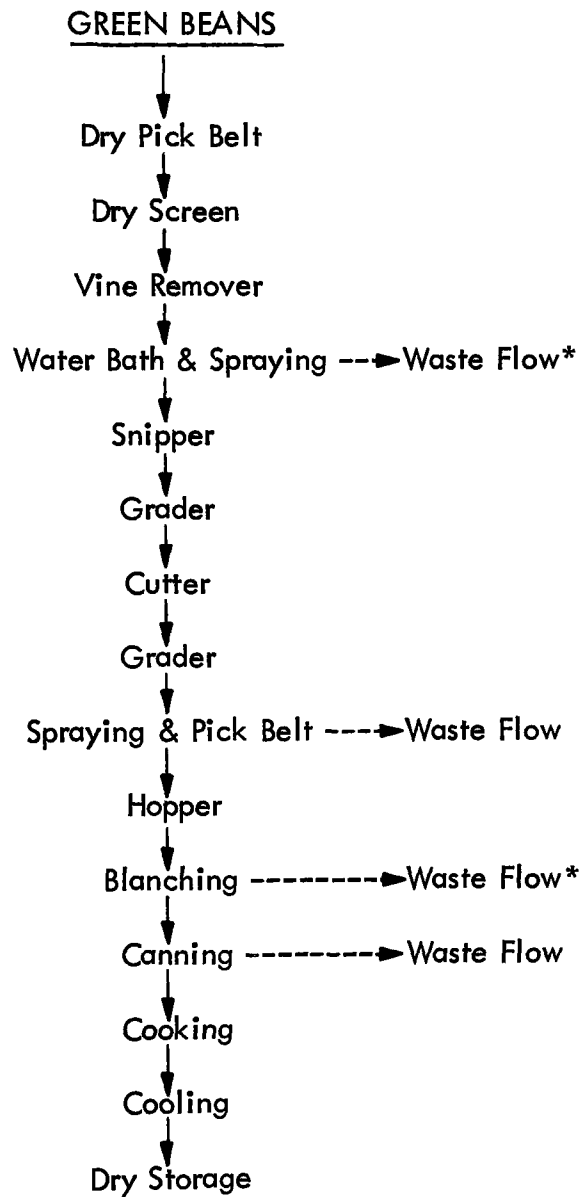 GREEN BEANS
Dry Pick Belt
Dry Screen
Vine Remover
Water Bath & Spraying Waste Flow*
Snipper
Grader
Cutter
Grader
Spraying & Pick Belt Waste Flow
Hopper
Blanching Waste Flow*
Canning Waste Flow
Cooking
Cooling
Dry Storage